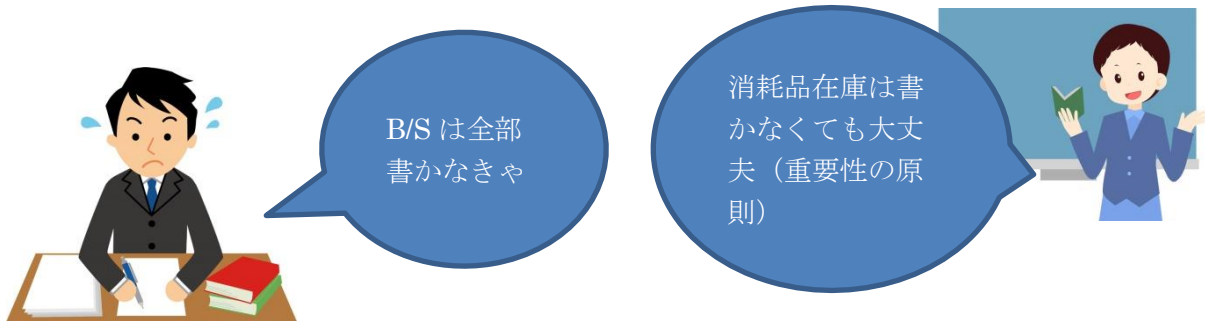 B/S は全部
書かなきゃ
消耗品在庫は書
かなくても大丈
夫（重要性の原
則）